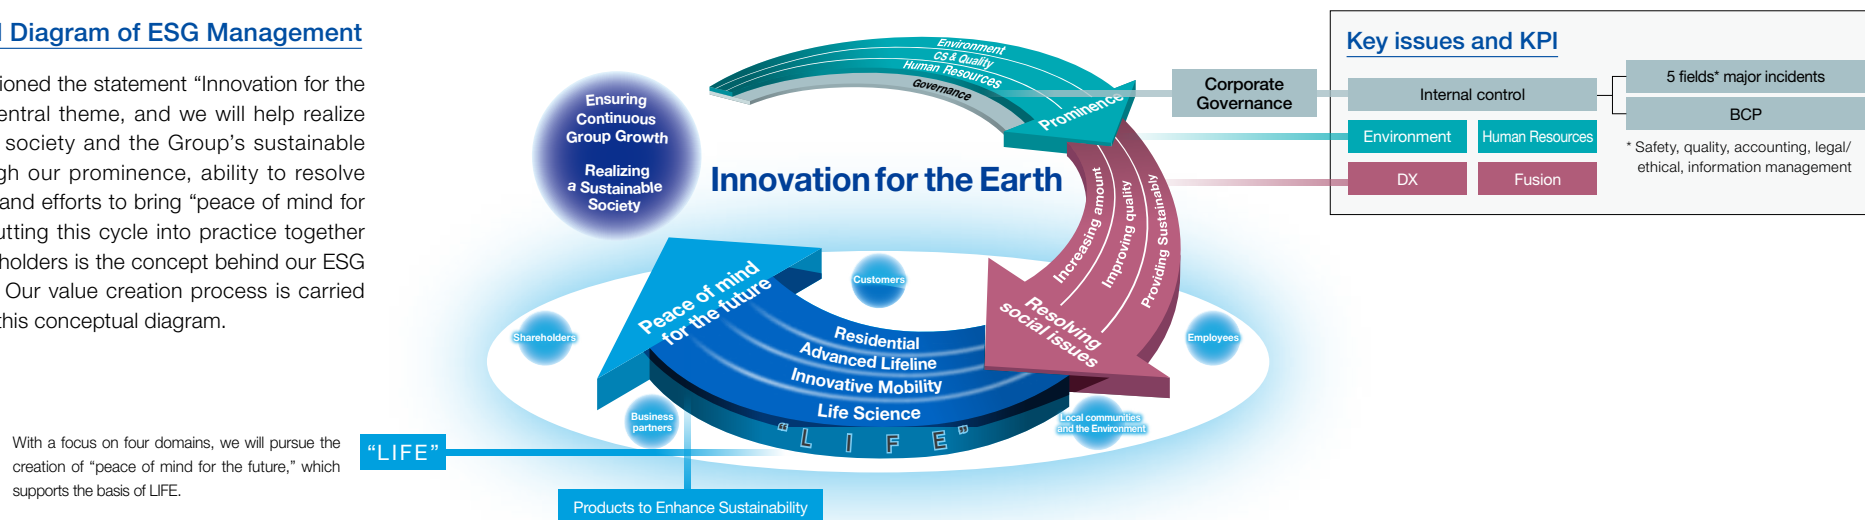 Diagram of ESG Management
tioned the statement “Innovation for the
entral theme, and we will help realize
society and the Group’s sustainable
gh our prominence, ability to resolve
and efforts to bring “peace of mind for
utting this cycle into practice together
holders is the concept behind our ESG
Our value creation process is carried
this conceptual diagram.
With a focus on four domains, we will pursue the
creation of “peace of mind for the future,” which
supports the basis of LIFE.
“LIFE”
Products to Enhance Sustainability
Ensuring
Continuous
Group Growth
Realizing
a Sustainable
Society
Innovation for the Earth
Environment
CS & Quality
Human Resources
Governance
Prominence
Increasing amount
Improving quality
Providing Sustainably
Resolving
social issues
Peace of mind
for the future
Residential
Advanced Lifeline
Innovative Mobility
Life Science
“LIFE”
Customers
Shareholders
Employees
Business
partners
Local communities
and the Environment
Corporate
Governance
Key issues and KPI
Internal control
5 fields* major incidents
BCP
Environment
Human Resources
DX
Fusion
* Safety, quality, accounting, legal/
ethical, information management